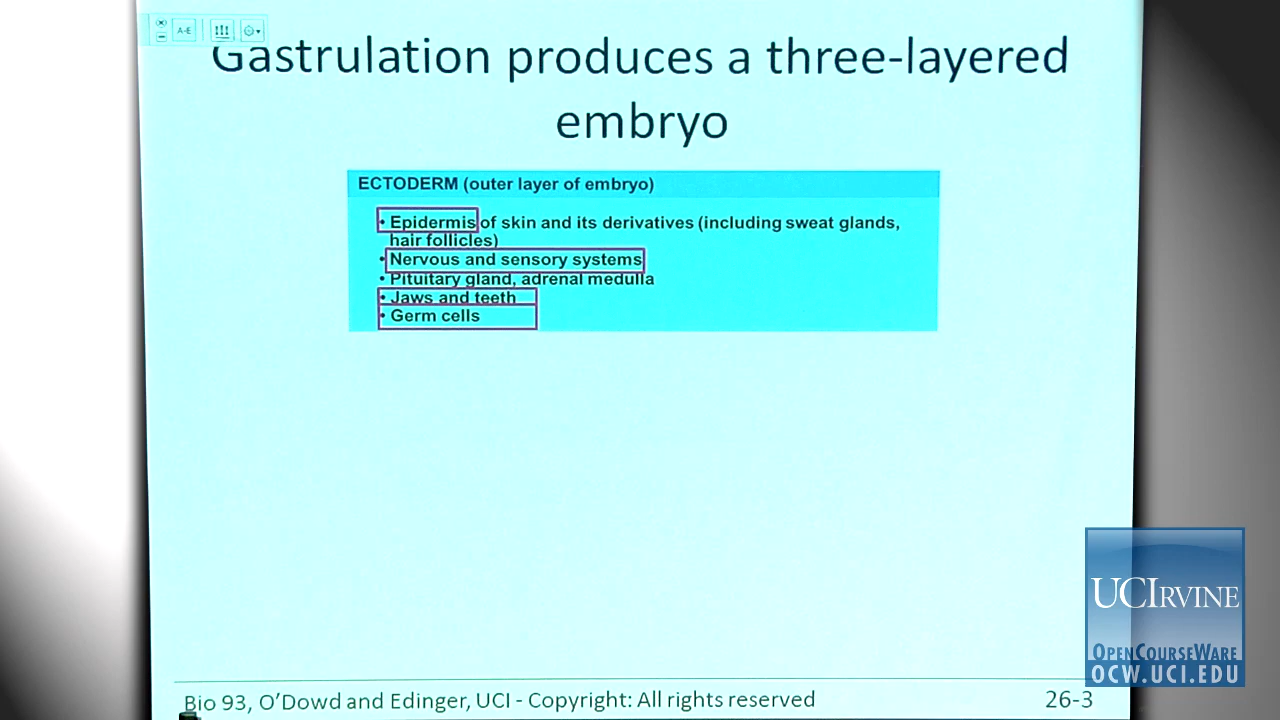 A-E
Gastrulation produces a three-layered
embryo
ECTODERM (outer layer of embryo)
• Epidermis of skin and its derivatives (including sweat glands,
hair follicles)
• Nervous and sensory systems
• Pituitary gland, adrenal medulla
• Jaws and teeth
• Germ cells
UCIRVINE
OPENCOURSEWARE
OCW.UCI.EDU
Bio 93, O'Dowd and Edinger, UCI - Copyright: All rights reserved
26-3